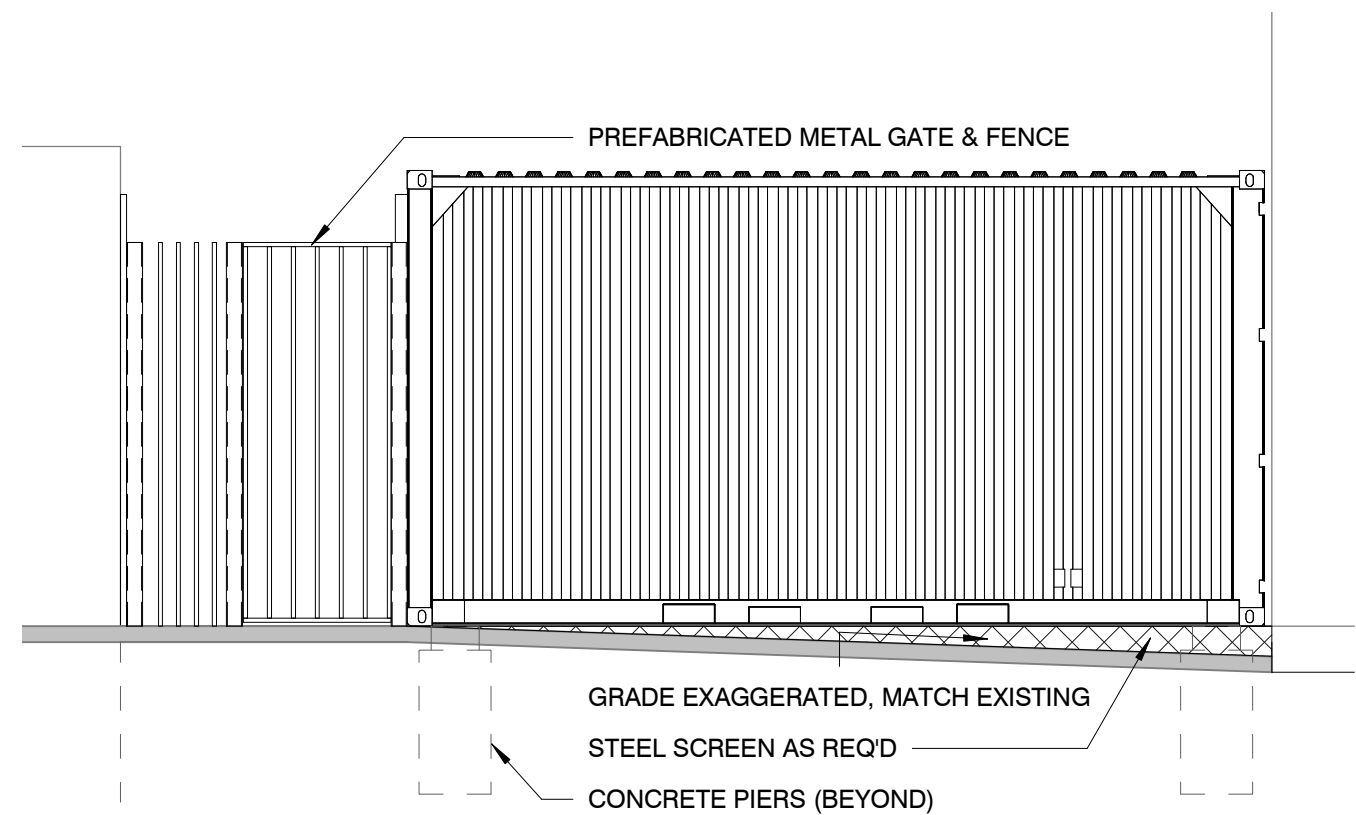 PREFABRICATED METAL GATE & FENCE
GRADE EXAGGERATED, MATCH EXISTING
STEEL SCREEN AS REQ'D
CONCRETE PIERS (BEYOND)